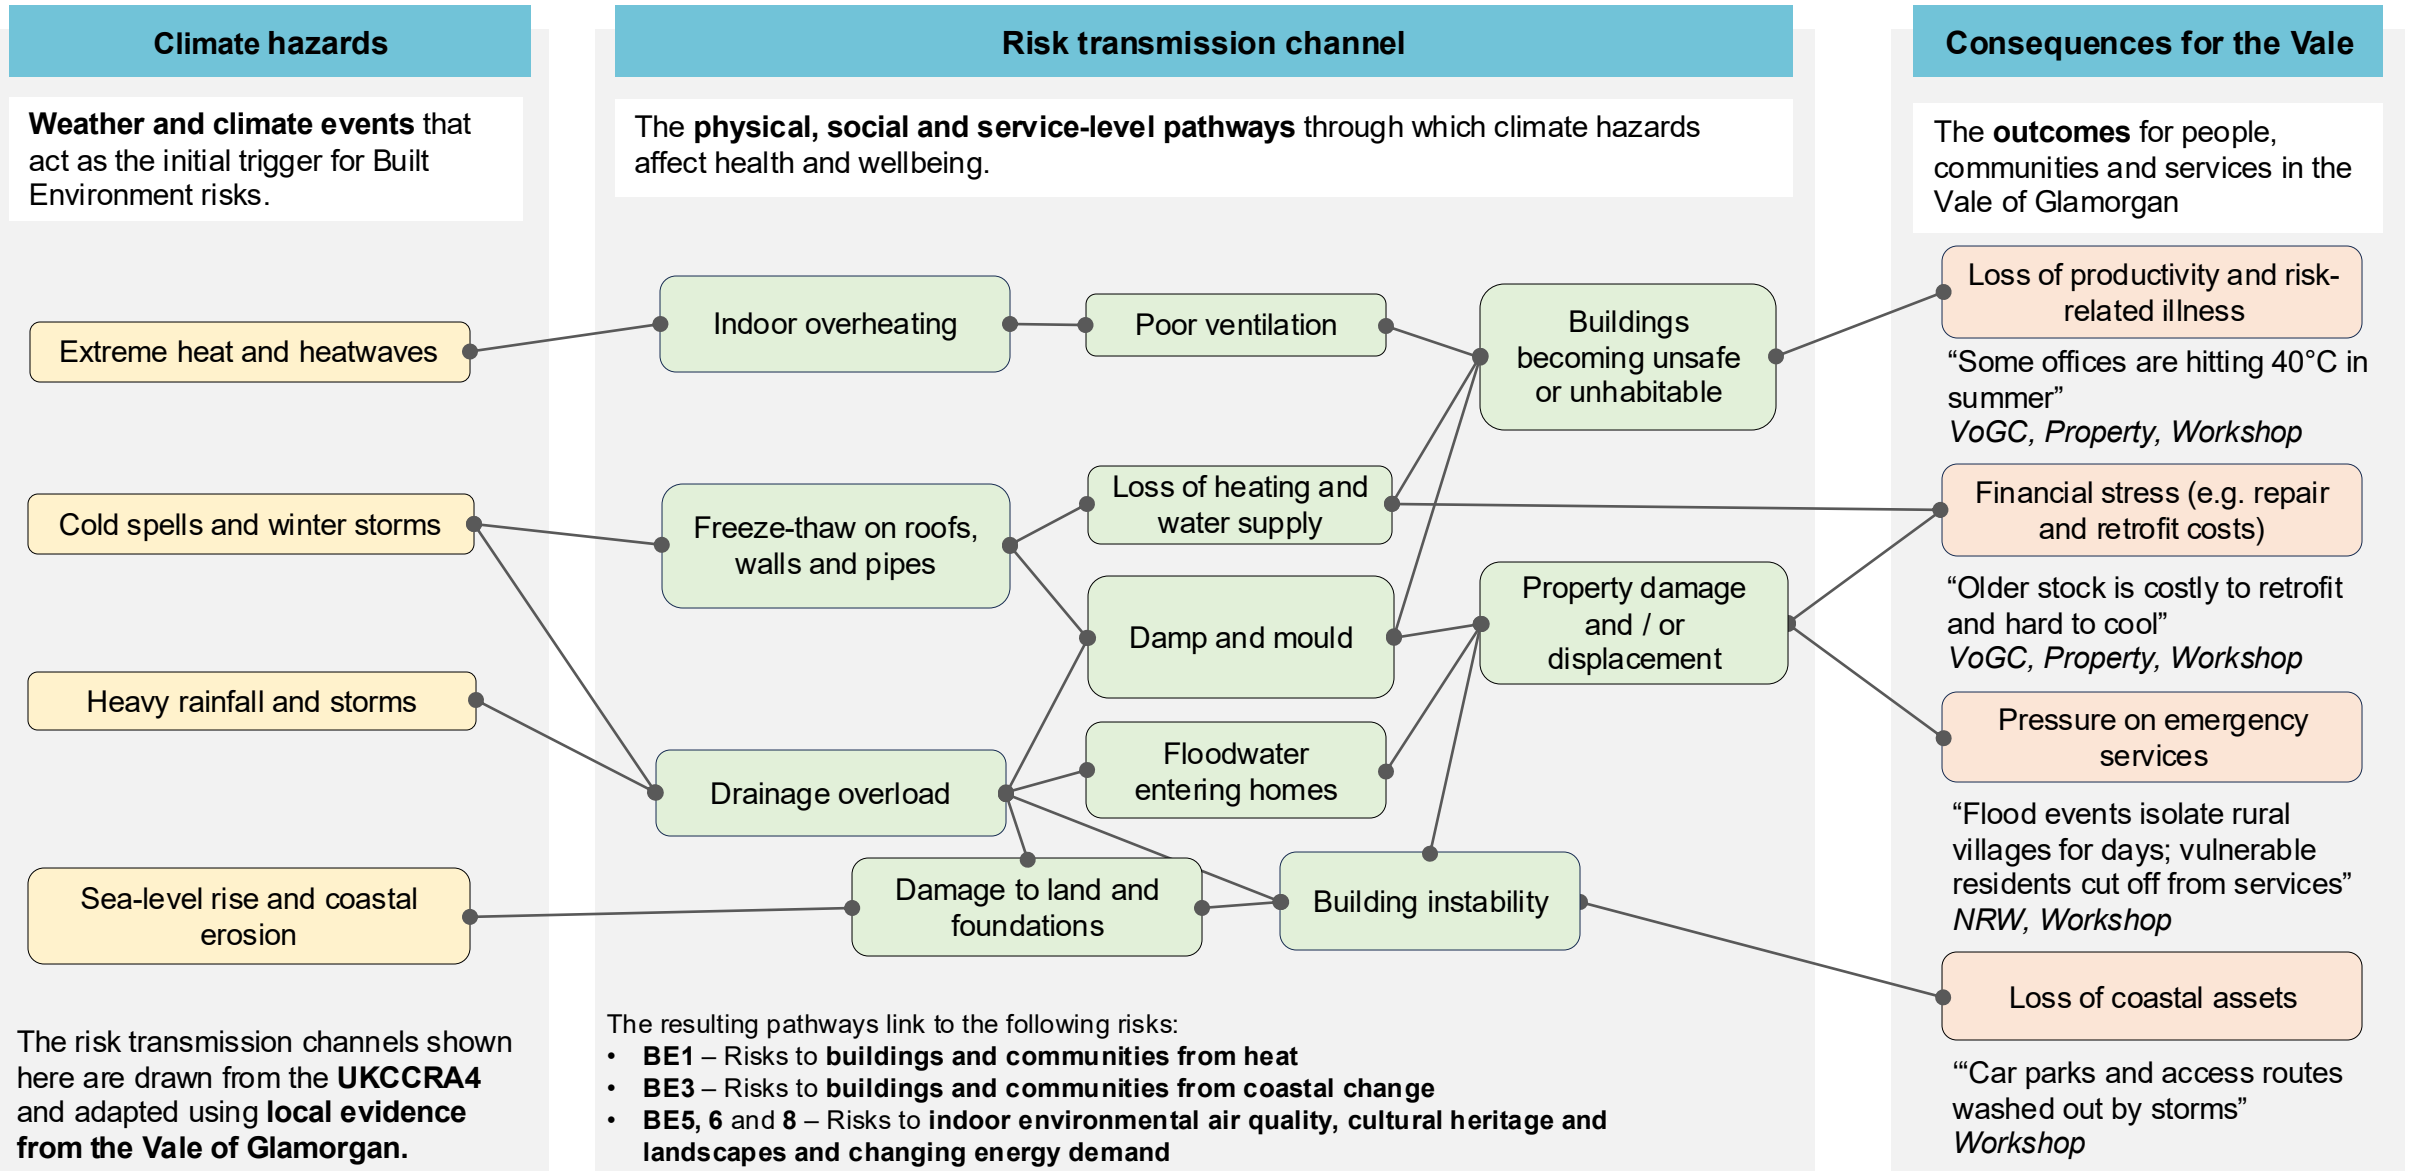 Climate hazards
Weather and climate events that
act as the initial trigger for Built
Environment risks.
Extreme heat and heatwaves
Cold spells and winter storms
Heavy rainfall and storms
Sea-level rise and coastal
erosion
The risk transmission channels shown
here are drawn from the UKCCRA4
and adapted using local evidence
from the Vale of Glamorgan.
Risk transmission channel
The physical, social and service-level pathways through which climate hazards
affect health and wellbeing.
Indoor overheating
Poor ventilation
Buildings
becoming unsafe
or unhabitable
Freeze-thaw on roofs,
walls and pipes
Loss of heating and
water supply
Damp and mould
Property damage
and / or
displacement
Drainage overload
Floodwater
entering homes
Damage to land and
foundations
Building instability
The resulting pathways link to the following risks:
• BE1 – Risks to buildings and communities from heat
• BE3 – Risks to buildings and communities from coastal change
• BE5, 6 and 8 – Risks to indoor environmental air quality, cultural heritage and
landscapes and changing energy demand
Consequences for the Vale
The outcomes for people,
communities and services in the
Vale of Glamorgan
Loss of productivity and risk-
related illness
“Some offices are hitting 40°C in
summer”
VoGC, Property, Workshop
Financial stress (e.g. repair
and retrofit costs)
“Older stock is costly to retrofit
and hard to cool”
VoGC, Property, Workshop
Pressure on emergency
services
“Flood events isolate rural
villages for days; vulnerable
residents cut off from services”
NRW, Workshop
Loss of coastal assets
“‘Car parks and access routes
washed out by storms”
Workshop